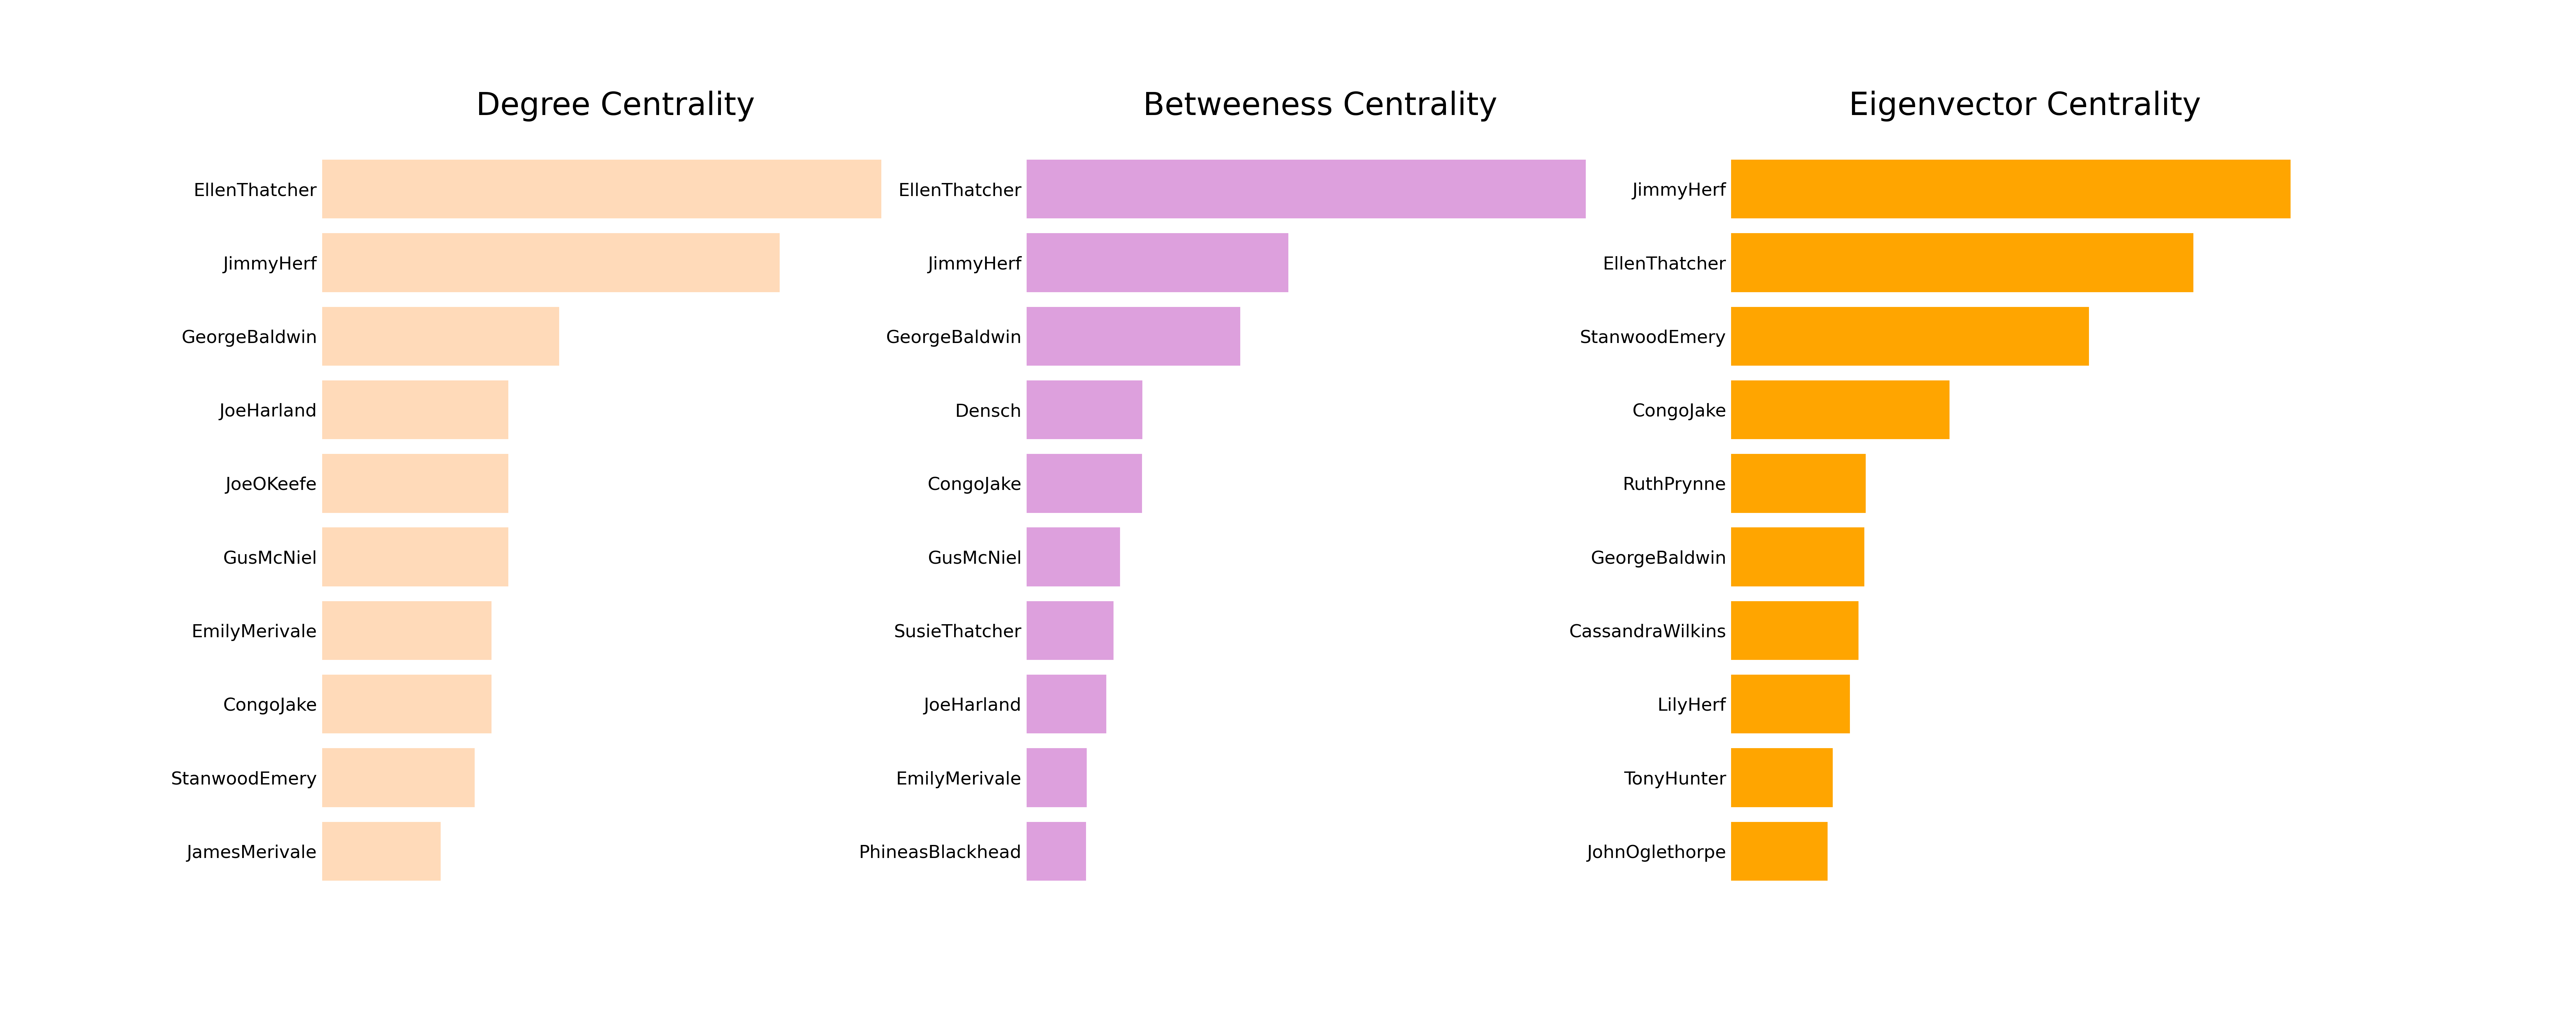 Degree Centrality
EllenThatcher
JimmyHerf
GeorgeBaldwin
JoeHarland
JoeOKeefe
GusMcNiel
EmilyMerivale
CongoJake
StanwoodEmery
JamesMerivale
Betweeness Centrality
EllenThatcher
JimmyHerf
GeorgeBaldwin
Densch
CongoJake
GusMcNiel
SusieThatcher
JoeHarland
EmilyMerivale
PhineasBlackhead
Eigenvector Centrality
JimmyHerf
EllenThatcher
StanwoodEmery
CongoJake
RuthPrynne
GeorgeBaldwin
CassandraWilkins
LilyHerf
TonyHunter
JohnOglethorpe